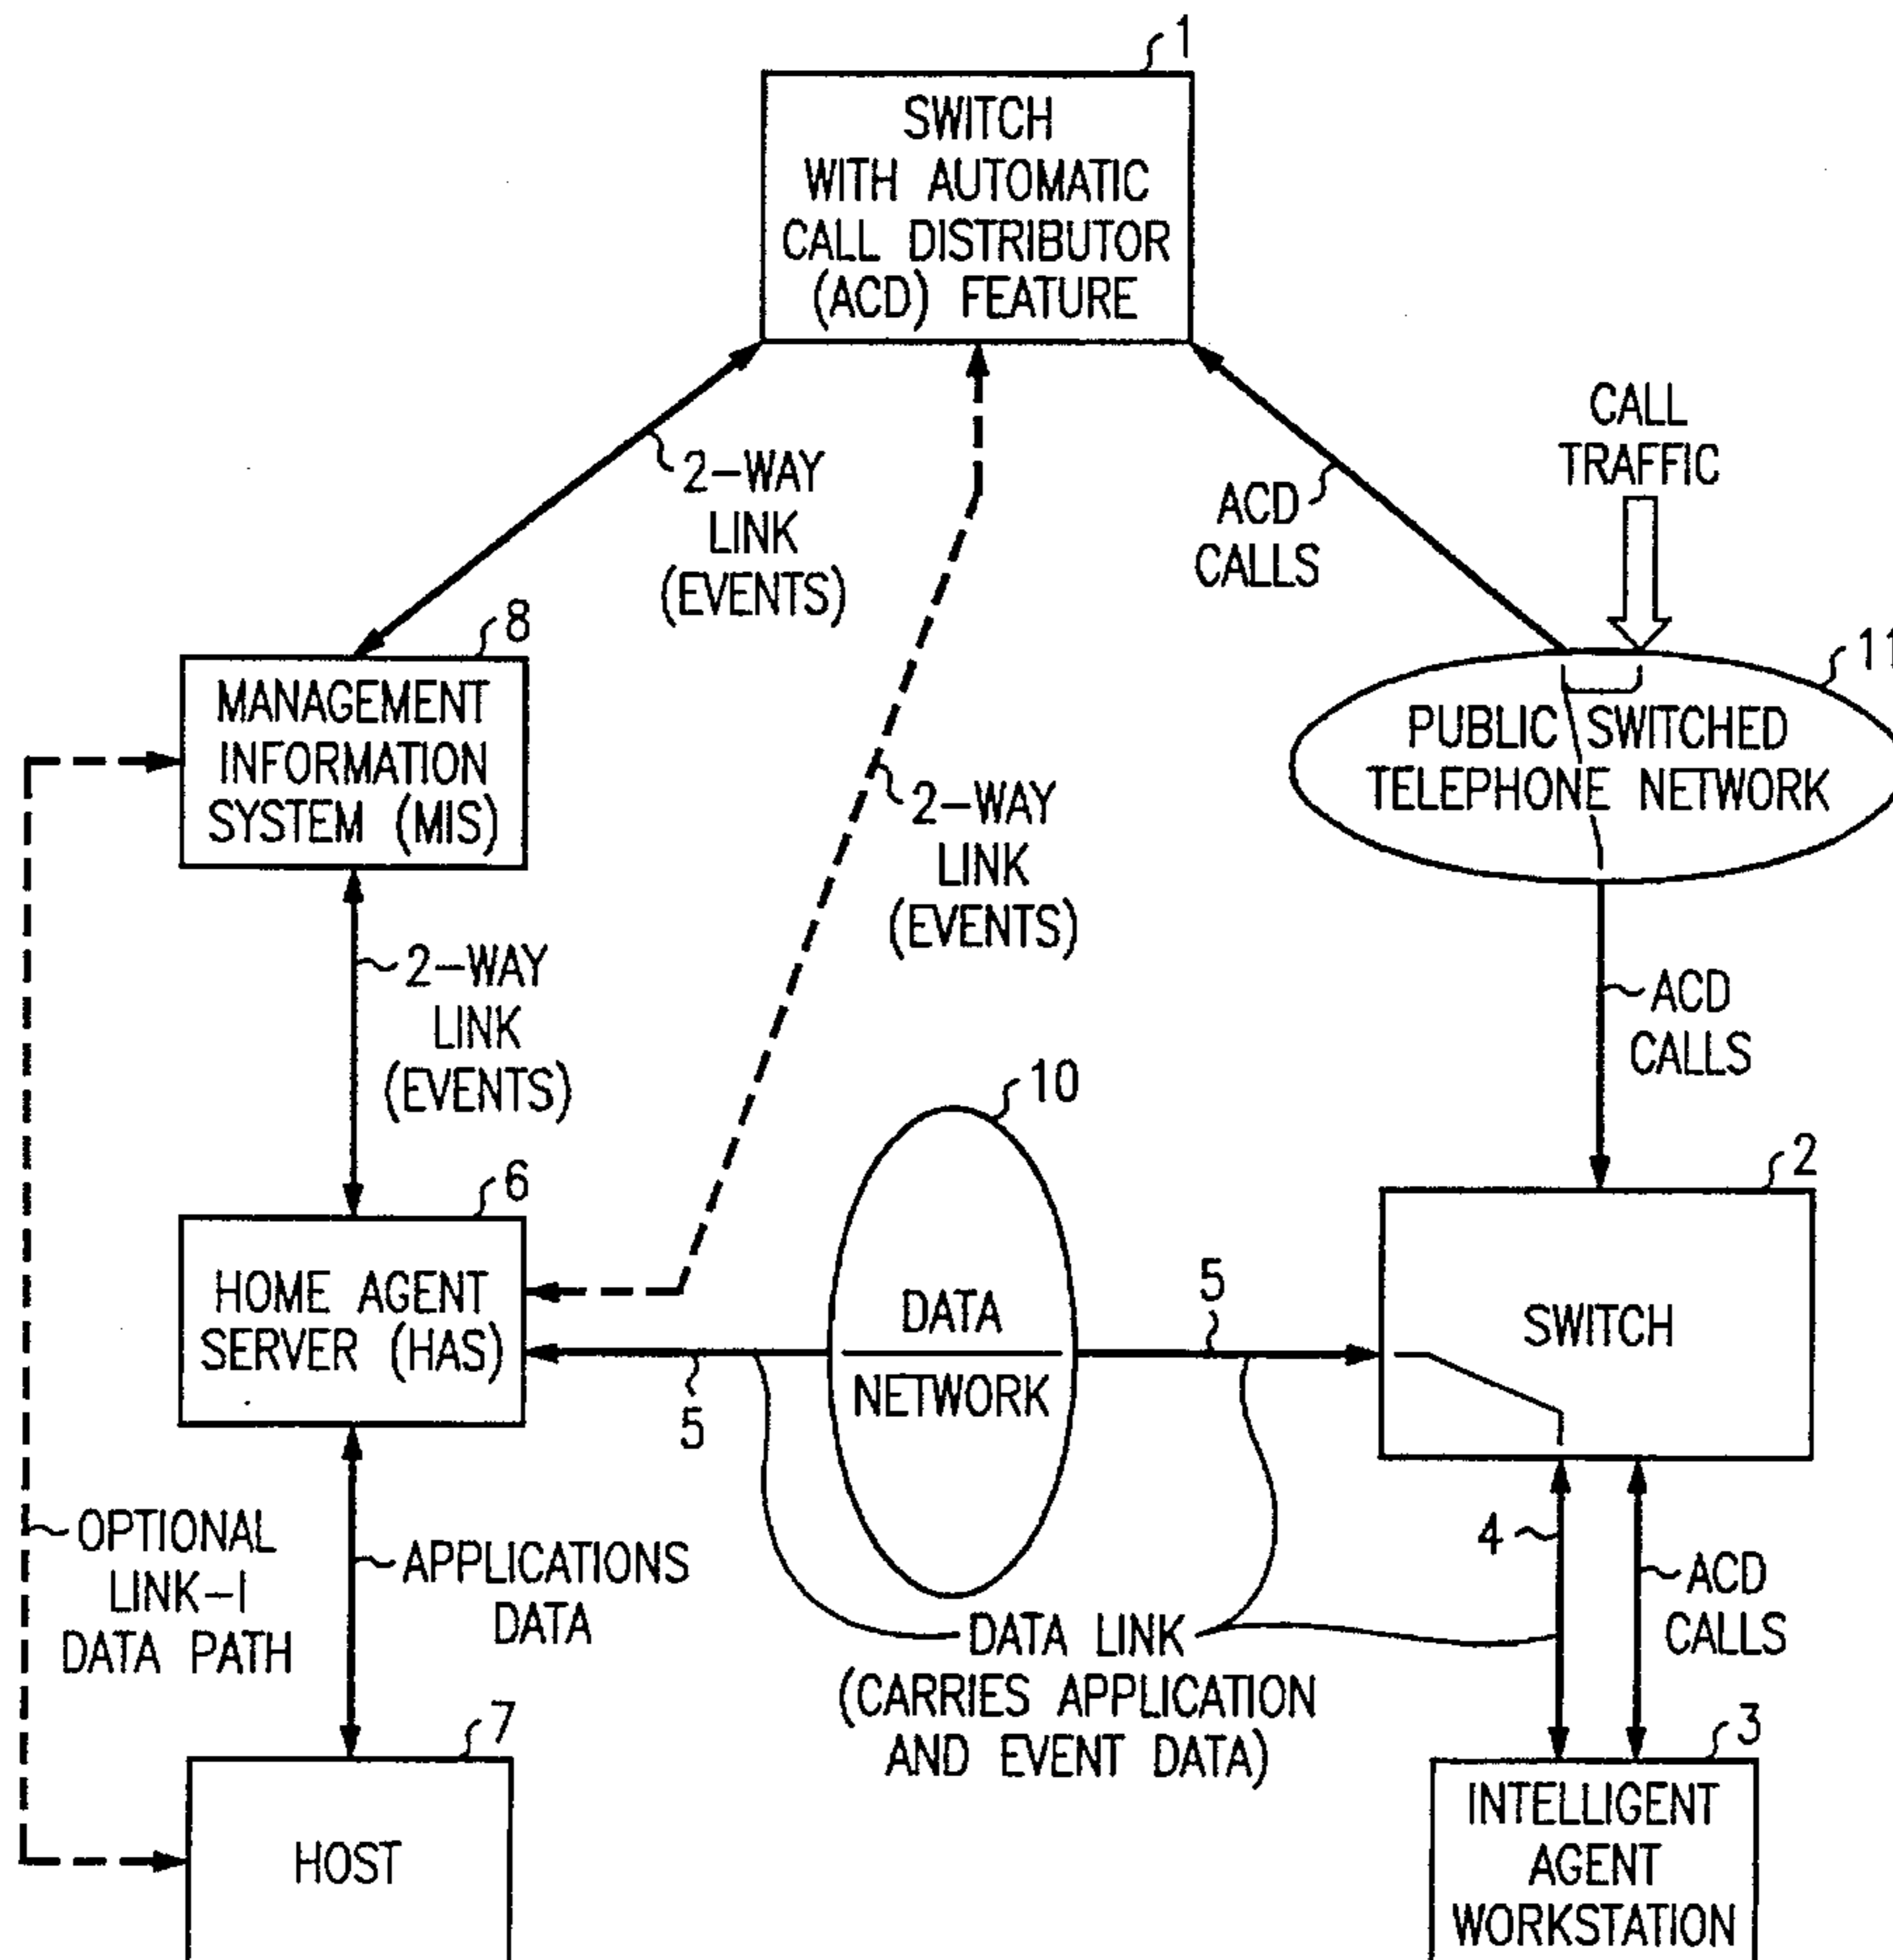 1
SWITCH
WITH AUTOMATIC
CALL DISTRIBUTOR
(ACD) FEATURE
2-WAY
LINK
(EVENTS)
ACD
CALLS
CALL
TRAFFIC
8
MANAGEMENT
INFORMATION
SYSTEM (MIS)
11
PUBLIC SWITCHED
TELEPHONE NETWORK
2-WAY
LINK
(EVENTS)
2-WAY
LINK
(EVENTS)
ACD
CALLS
10
6
HOME AGENT
SERVER (HAS)
5
DATA
NETWORK
5
2
SWITCH
OPTIONAL
LINK-1
DATA PATH
APPLICATIONS
DATA
DATA LINK
(CARRIES APPLICATION
AND EVENT DATA)
4
ACD
CALLS
7
HOST
3
INTELLIGENT
AGENT
WORKSTATION